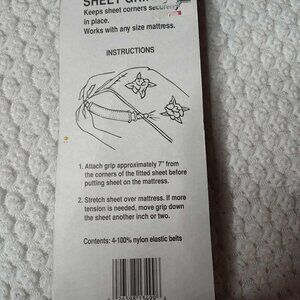 SHEET GRIP
Keeps sheet corners securely
in place.
Works with any size mattress.
INSTRUCTIONS
1. Attach grip approximately 7" from
the corners of the fitted sheet before
putting sheet on the mattress.
2. Stretch sheet over mattress. If more
tension is needed, move grip down
the sheet another inch or two.
Contents: 4-100% nylon elastic belts